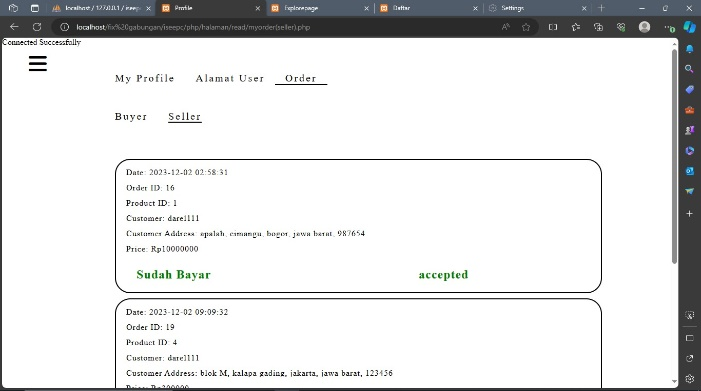 localhost / 127.0.0.1 / iseep
Profile
Explorepage
Daftar
Settings
localhost/fix%20gabungan/iseepc/php/halaman/read/myorder(seller).php
Connected Successfully
My Profile Alamat User Order
Buyer Seller
Date: 2023-12-02 02:58:31
Order ID: 16
Product ID: 1
Customer: darel111
Customer Address: apalah, cimangu, bogor, jawa barat, 987654
Price: Rp10000000
Sudah Bayar accepted
Date: 2023-12-02 09:09:32
Order ID: 19
Product ID: 4
Customer: darel111
Customer Address: blok M, kalapa gading, jakarta, jawa barat, 123456